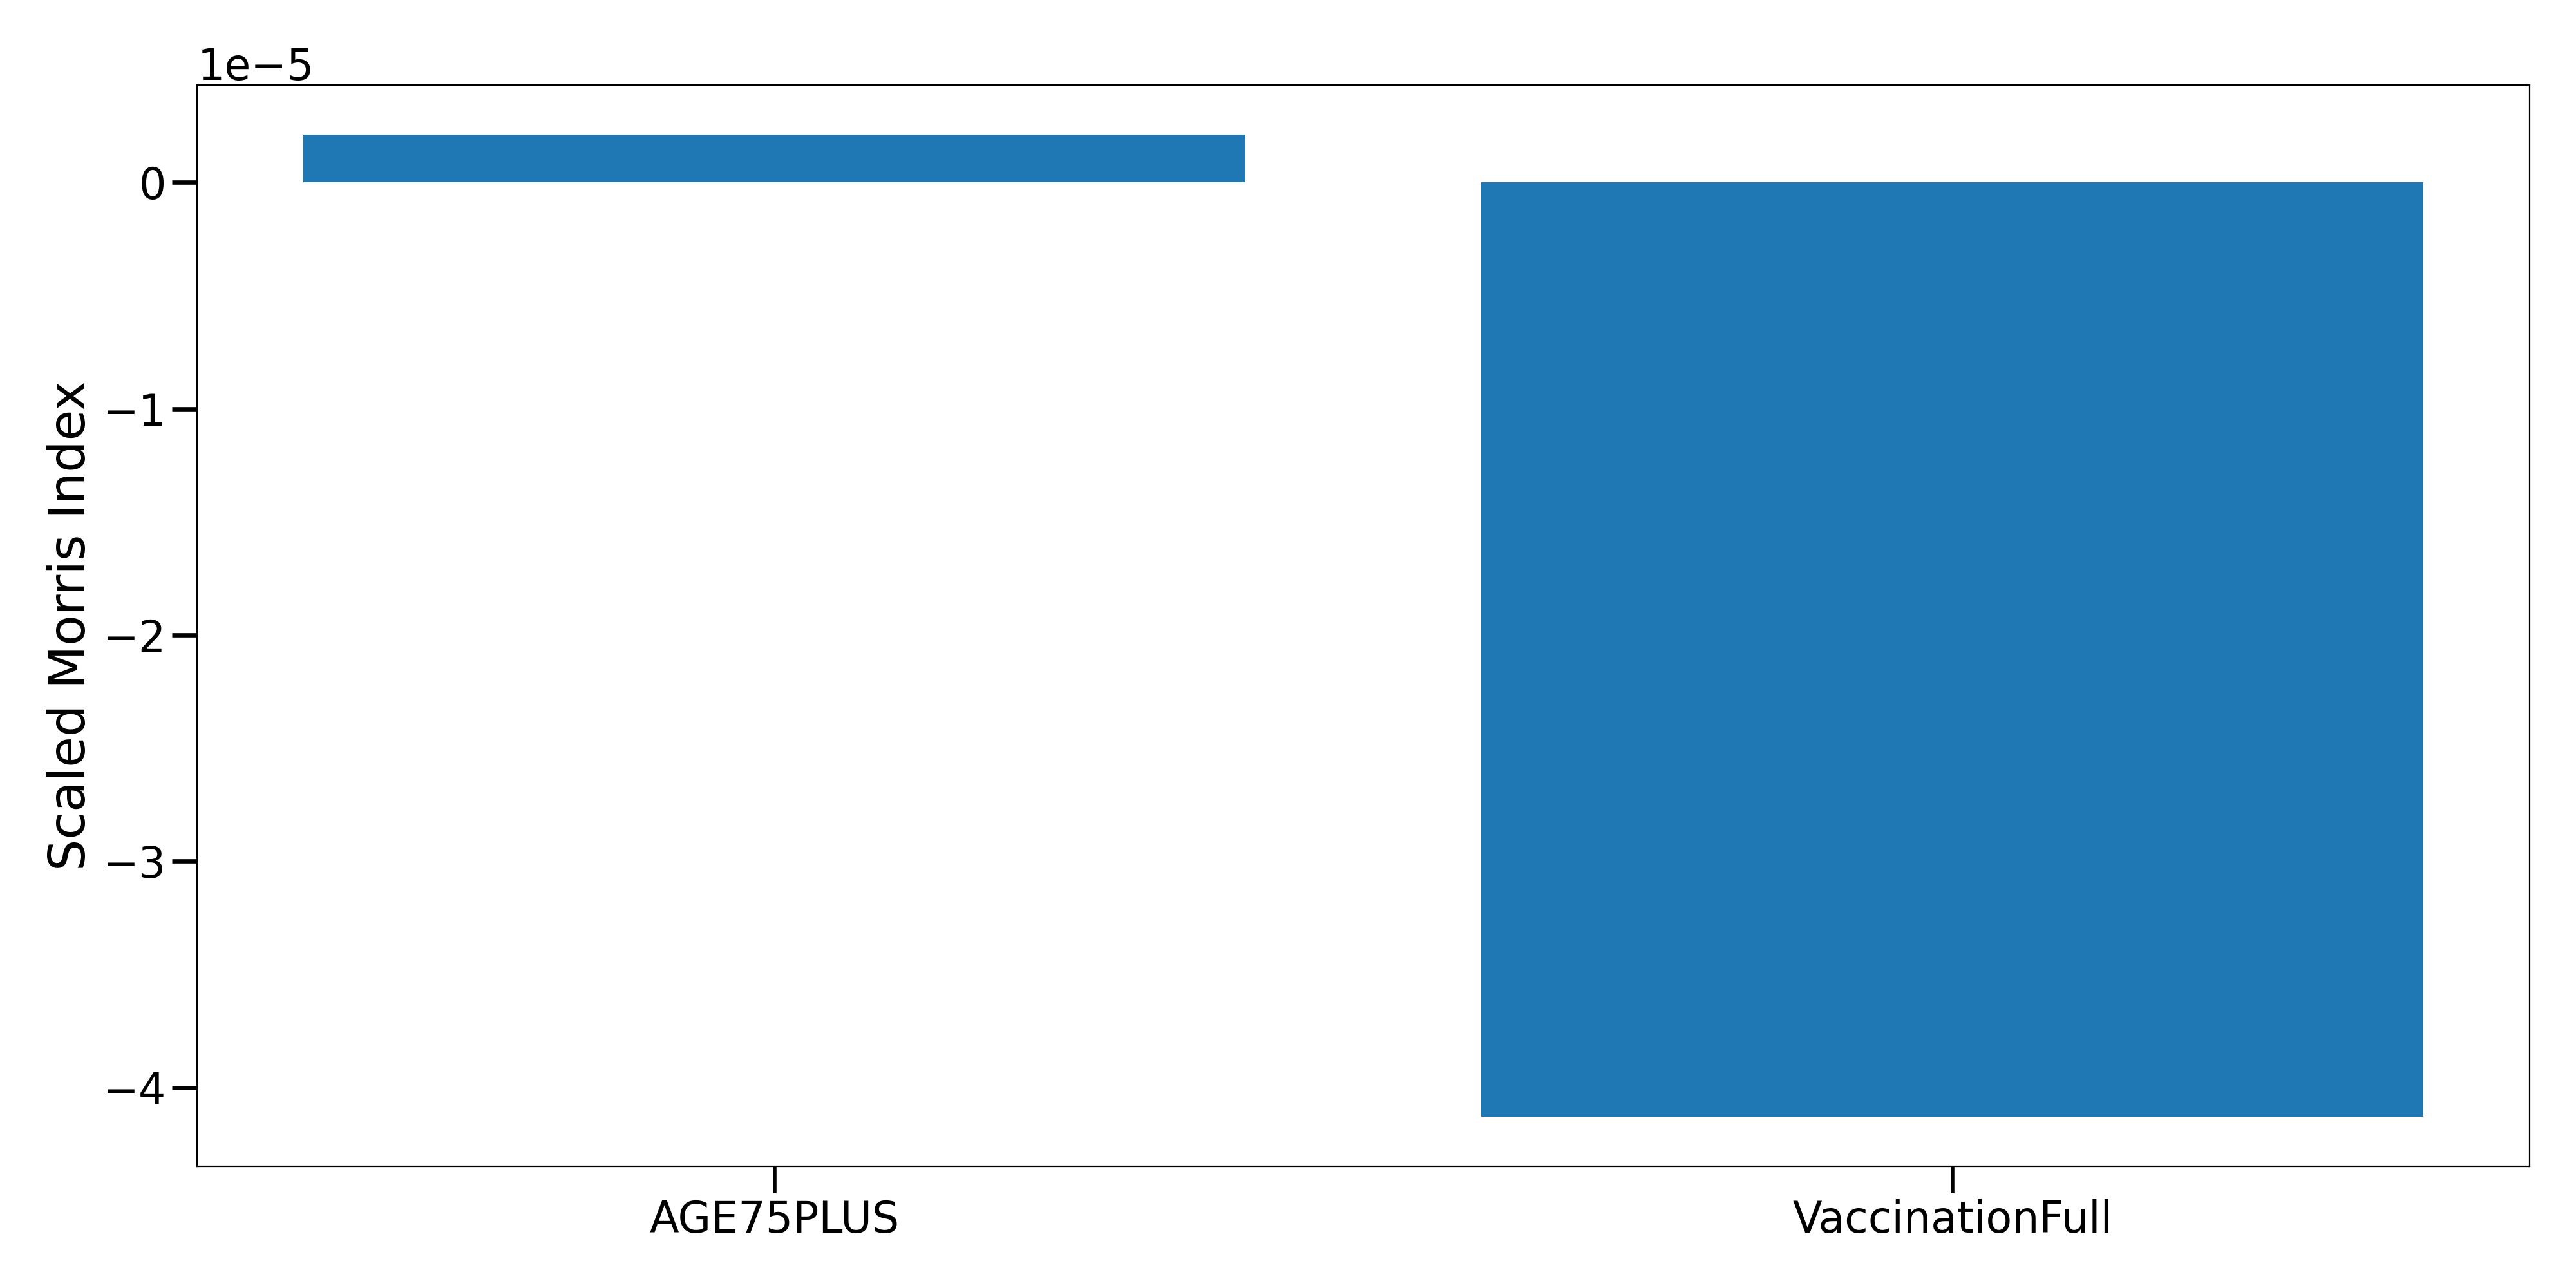 1e−5
Scaled Morris Index
0
−1
−2
−3
−4
AGE75PLUS
VaccinationFull